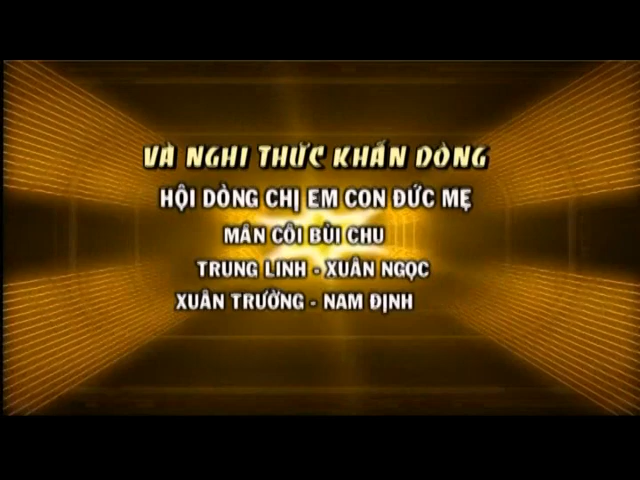 VÀ NGHI THỨC KHẤN DÒNG
HỘI DÒNG CHỊ EM CON ĐỨC MẸ
MÂN CÔI BÙI CHU
TRUNG LINH - XUÂN NGỌC
XUÂN TRƯỜNG - NAM ĐỊNH